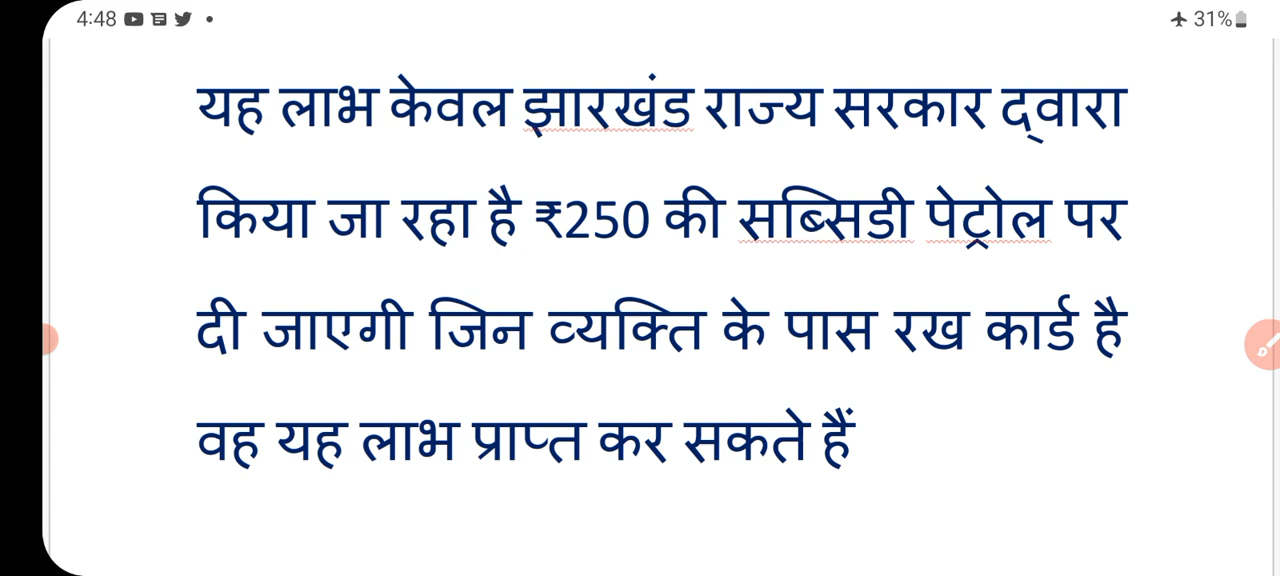 4:48
31%
यह लाभ केवल झारखंड राज्य सरकार द्वारा
किया जा रहा है ₹250 की सब्सिडी पेट्रोल पर
दी जाएगी जिन व्यक्ति के पास रख कार्ड है
वह यह लाभ प्राप्त कर सकते हैं